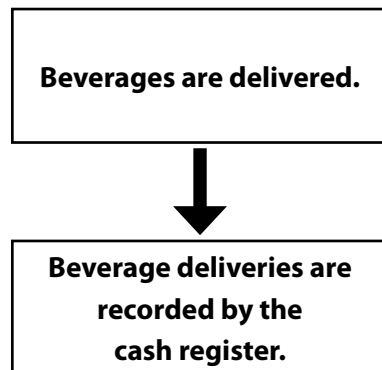 Beverages are delivered.
Beverage deliveries are
recorded by the
cash register.